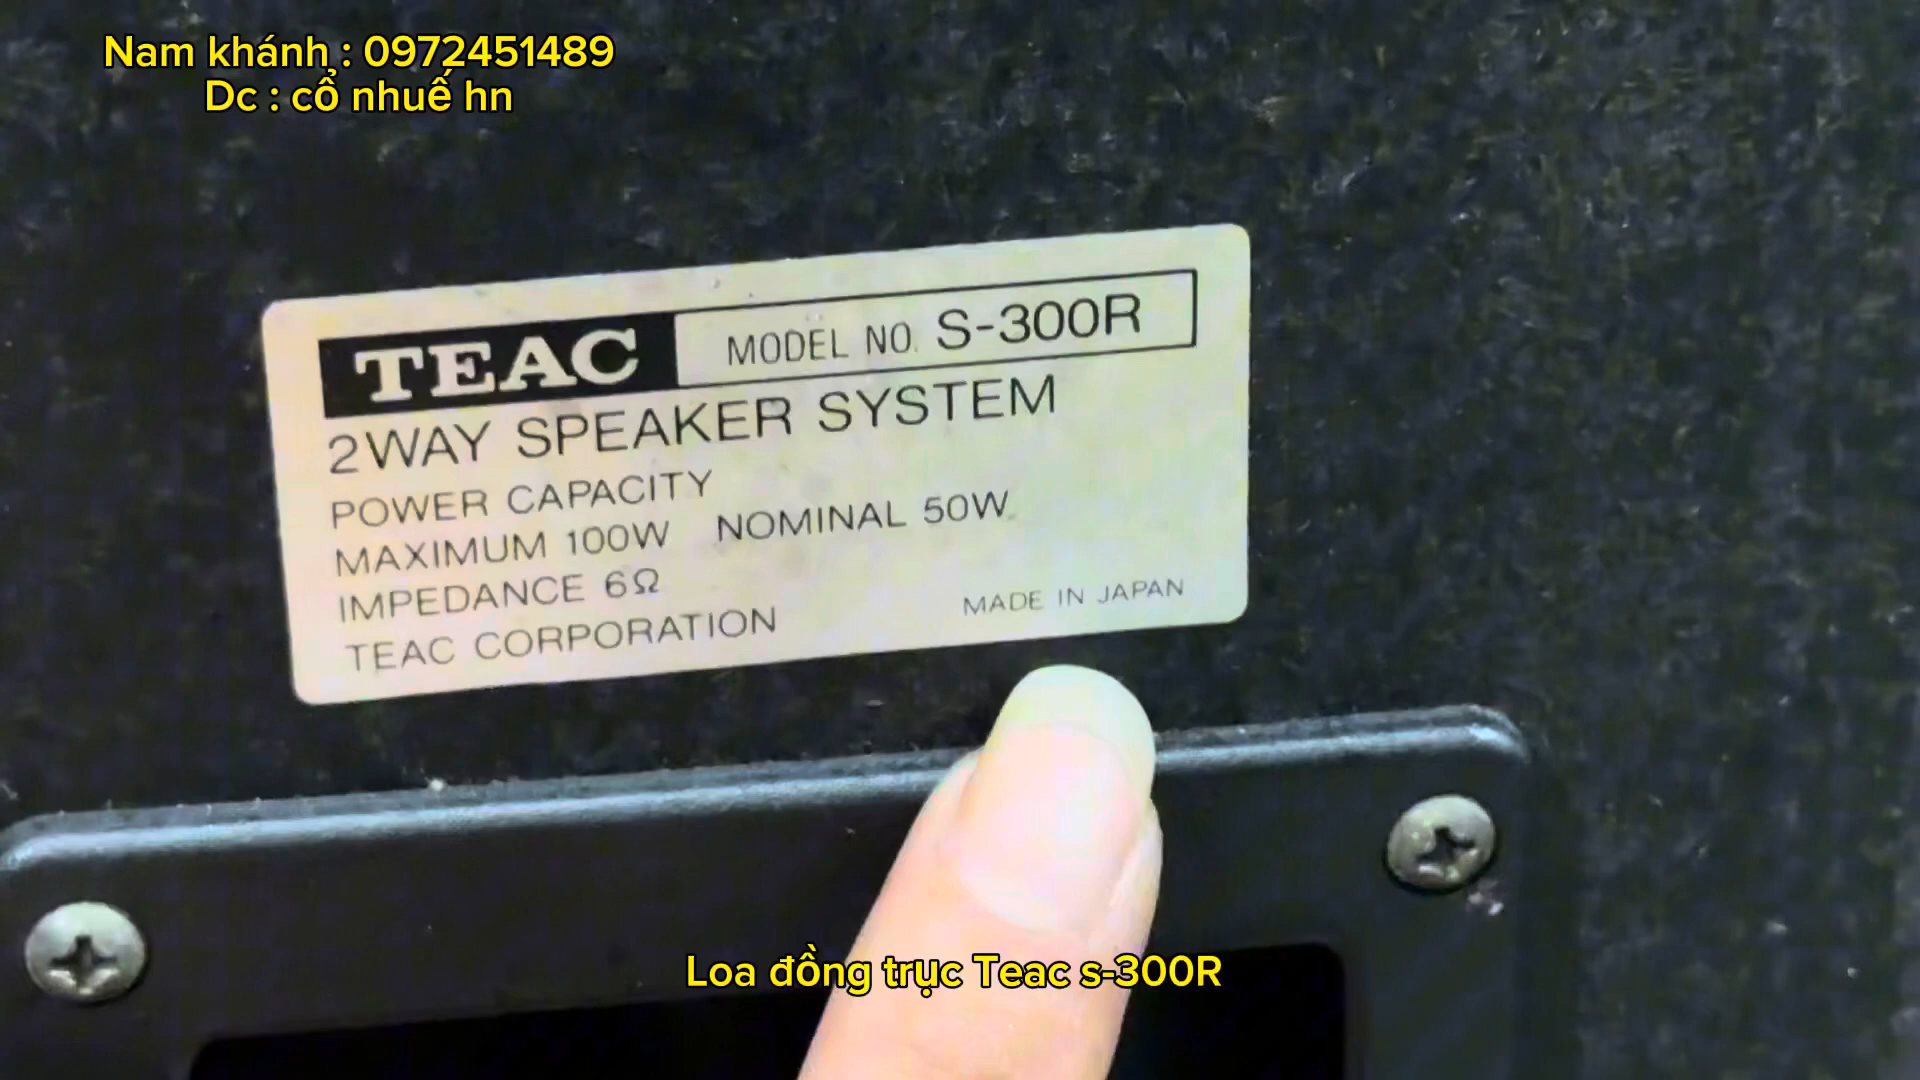 Nam khánh : 0972451489
Dc : cổ nhuế hn
TEAC MODEL NO. S-300R
2WAY SPEAKER SYSTEM
POWER CAPACITY
MAXIMUM 100W NOMINAL 50W
IMPEDANCE 6Ω
TEAC CORPORATION MADE IN JAPAN
Loa đồng trục Teac s-300R